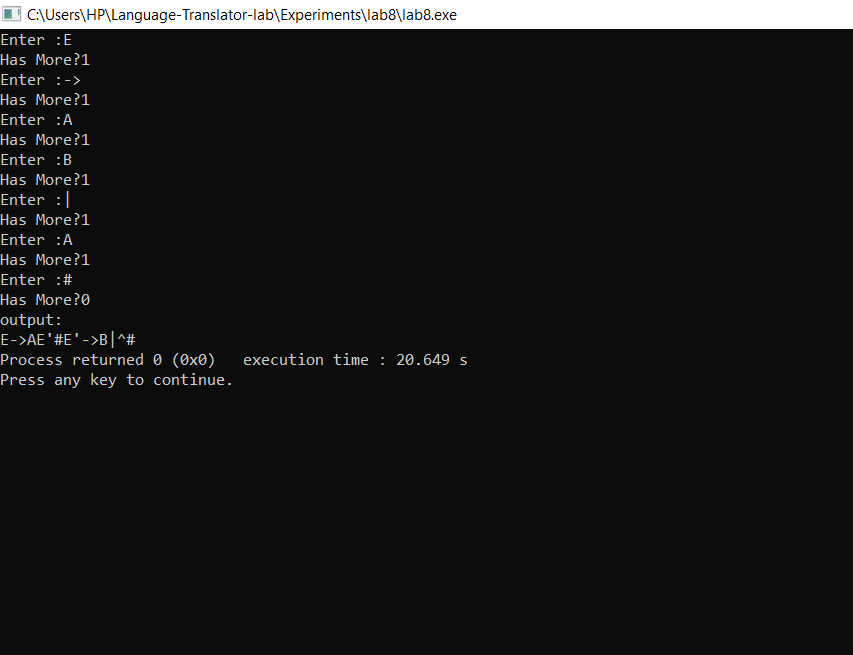 C:\Users\HP\Language-Translator-lab\Experiments\lab8\lab8.exe
Enter :E
Has More?1
Enter :->
Has More?1
Enter :A
Has More?1
Enter :B
Has More?1
Enter :|
Has More?1
Enter :A
Has More?1
Enter :#
Has More?0
output:
E->AE'#E'->B|^#
Process returned 0 (0x0)   execution time : 20.649 s
Press any key to continue.